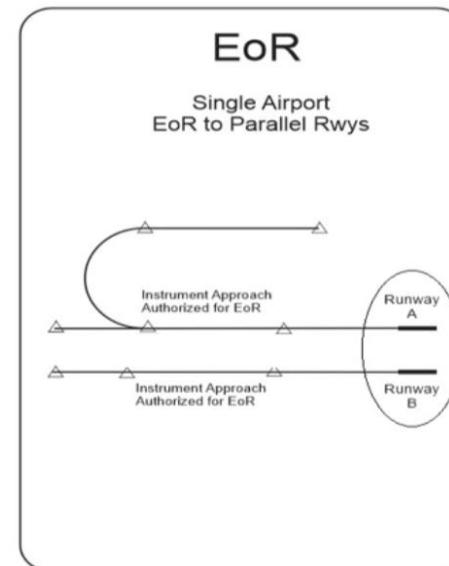 EoR
Single Airport
EoR to Parallel Rwys
Instrument Approach
Authorized for EoR
Runway
A
Instrument Approach
Authorized for EoR
Runway
B